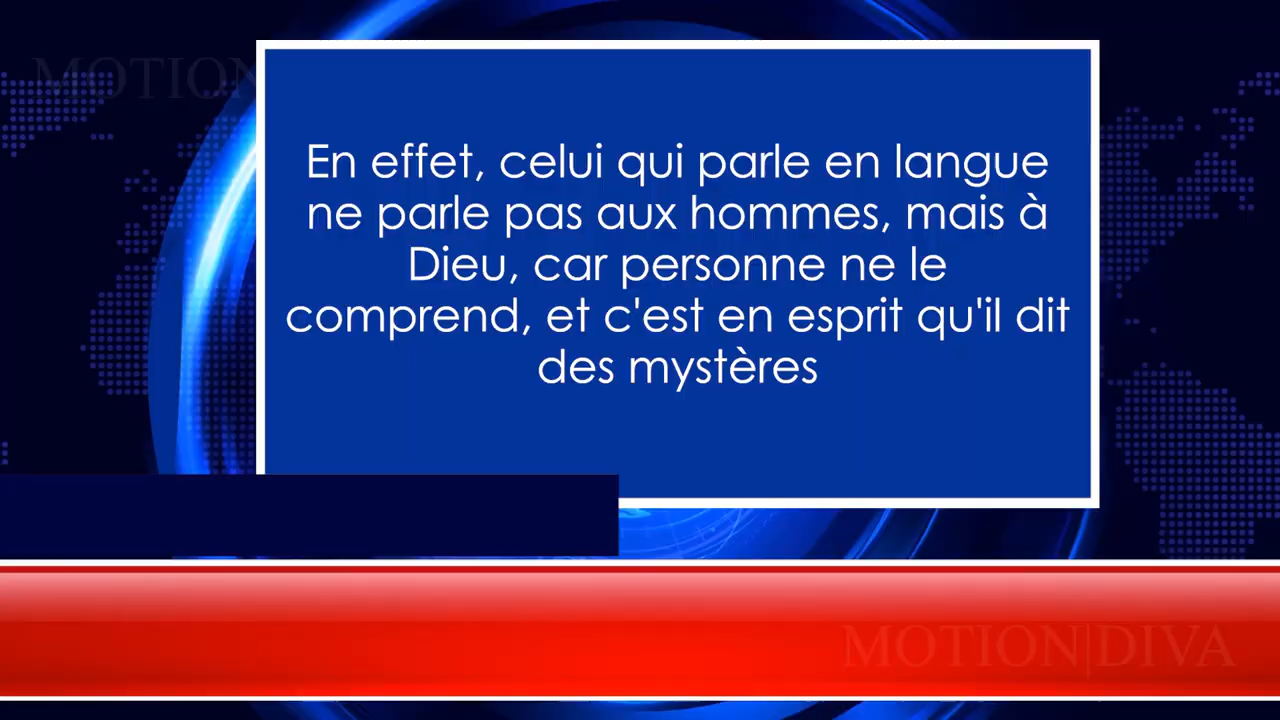 MOTION
En effet, celui qui parle en langue
ne parle pas aux hommes, mais à
Dieu, car personne ne le
comprend, et c'est en esprit qu'il dit
des mystères
MOTION|DIVA